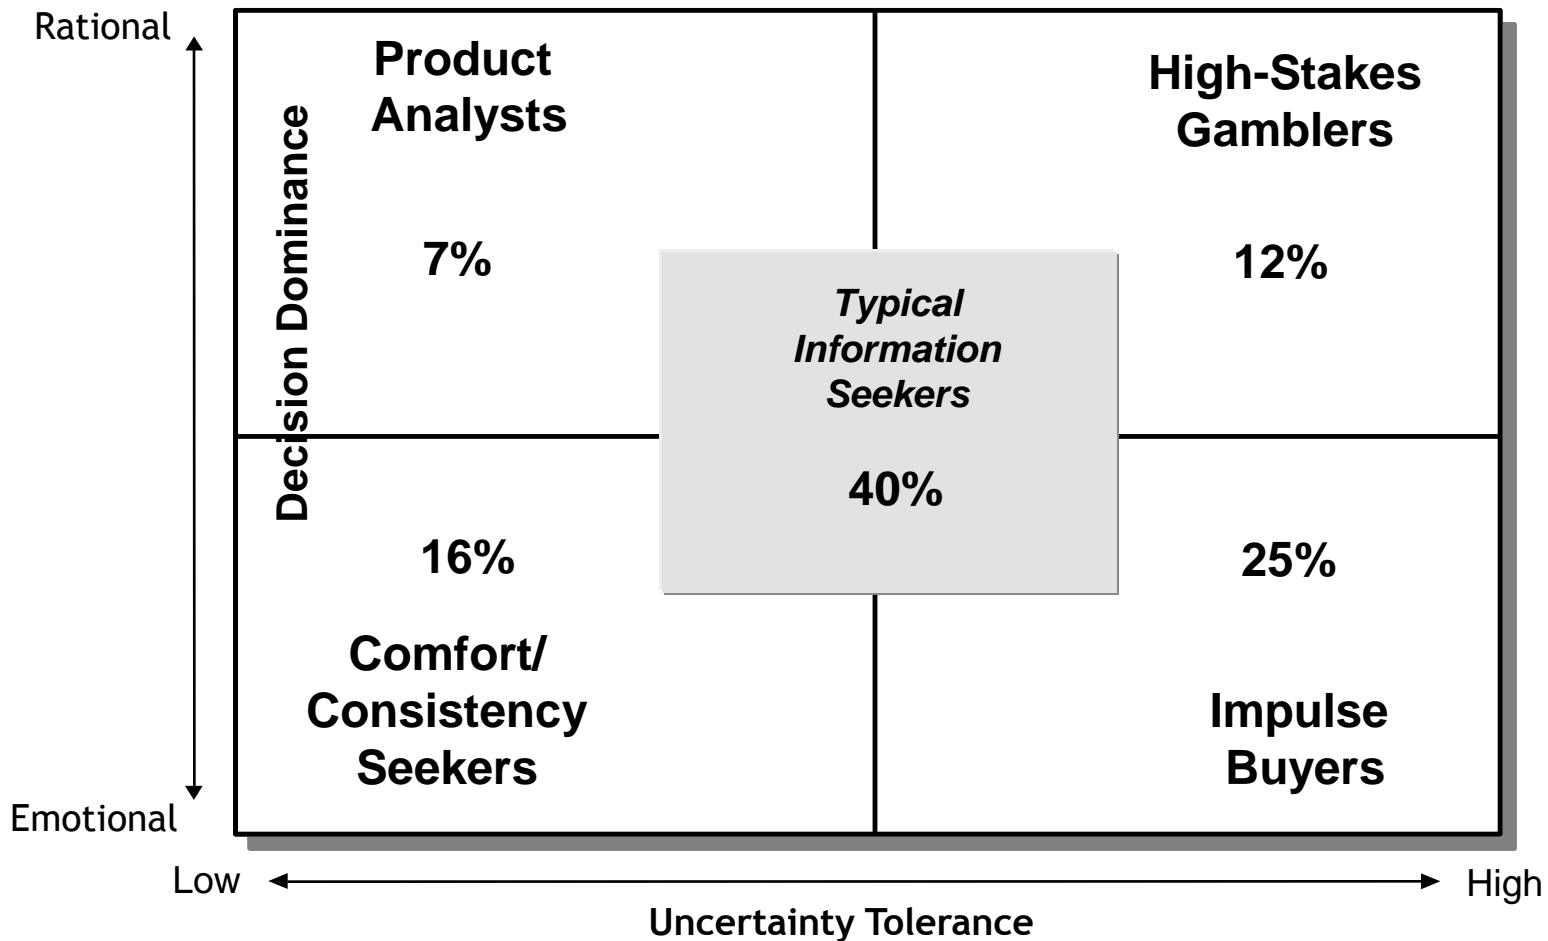 Rational
Product
Analysts
High-Stakes
Gamblers
Decision Dominance
7%
12%
Typical
Information
Seekers
40%
16%
25%
Comfort/
Consistency
Seekers
Impulse
Buyers
Emotional
Low
High
Uncertainty Tolerance